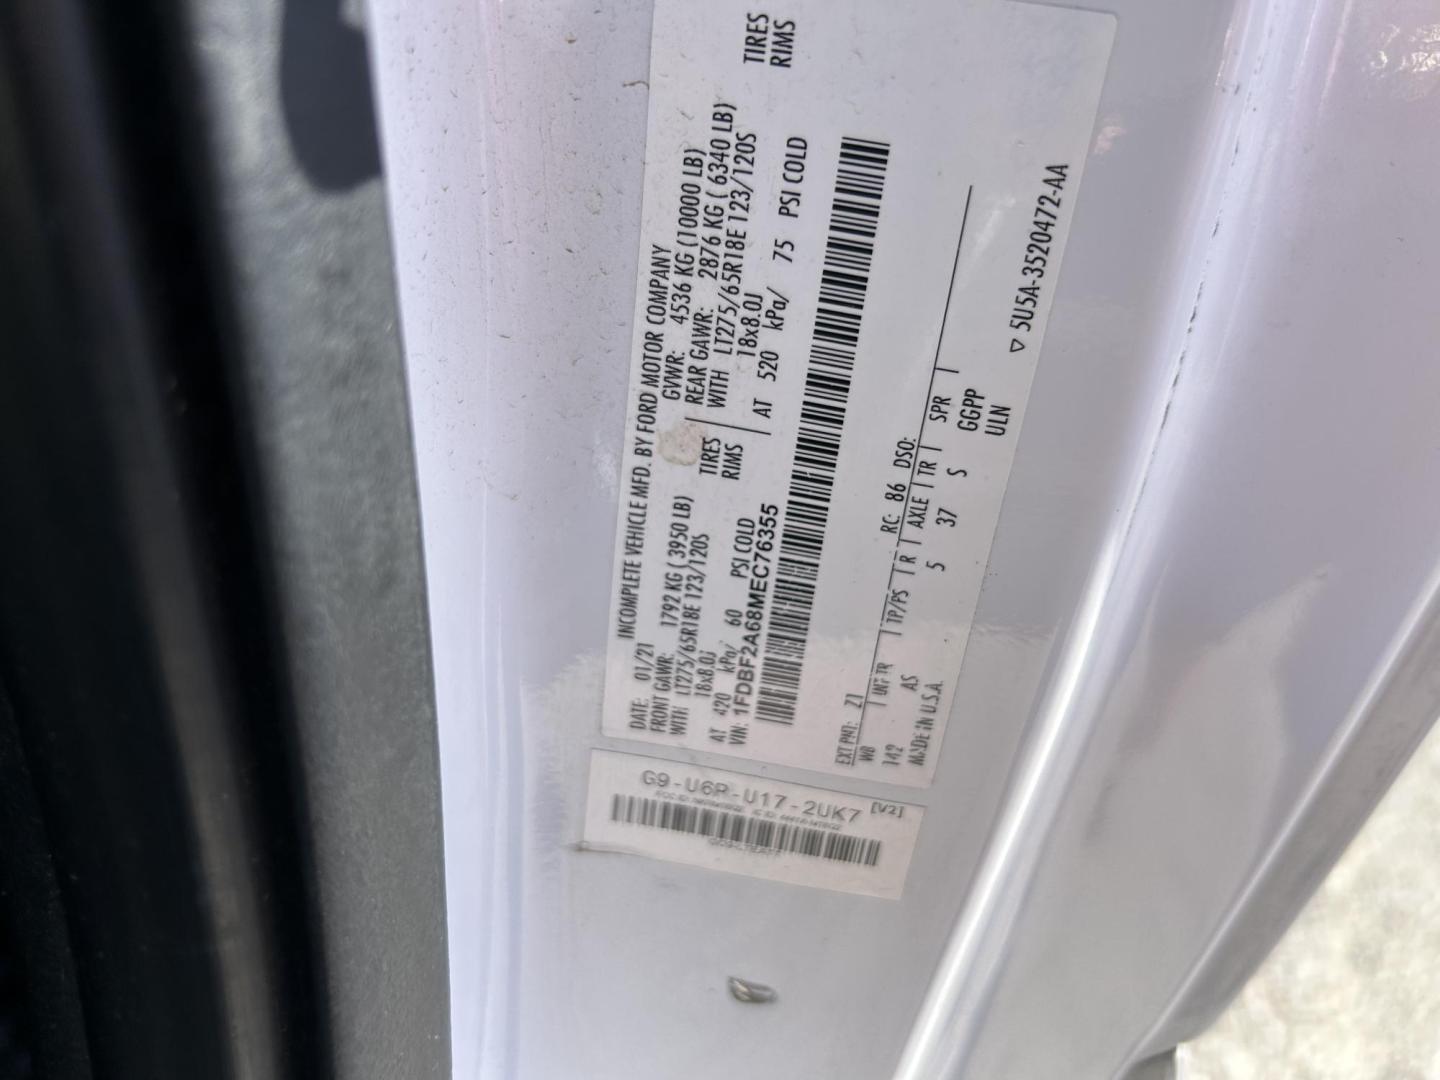 INCOMPLETE VEHICLE MFD. BY FORD MOTOR COMPANY
DATE: 01/21 GVWR: 4536 KG (10000 LB)
FRONT GAWR: 1792 KG ( 3950 LB) REAR GAWR: 2876 KG ( 6340 LB)
WITH LT275/65R18E 123/120S TIRES WITH LT275/65R18E 123/120S TIRES
18x8.0J RIMS 18x8.0J RIMS
AT 420 kPa/ 60 PSI COLD AT 520 kPa/ 75 PSI COLD
VIN: 1FDBF2A68MEC76355
EXT PNT: Z1 RC: 86 DSO:
WB INT TR TP/PS R AXLE TR SPR
142 AS 5 37 S GGPP
MADE IN U.S.A. ULN
▽ 5U5A-3520472-AA
G9-U6R-U17-2UK7 [V2]